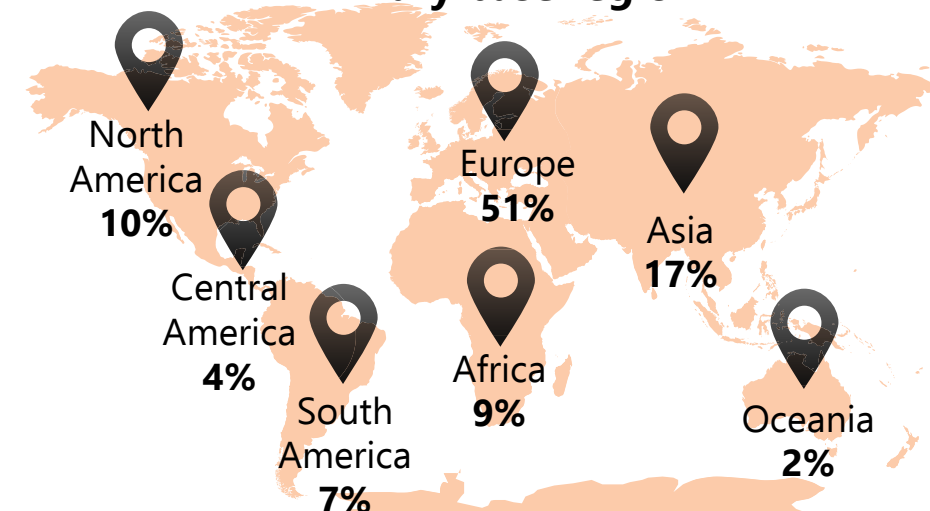 North
America
10%
Central
America
4%
South
America
7%
Europe
51%
Africa
9%
Asia
17%
Oceania
2%